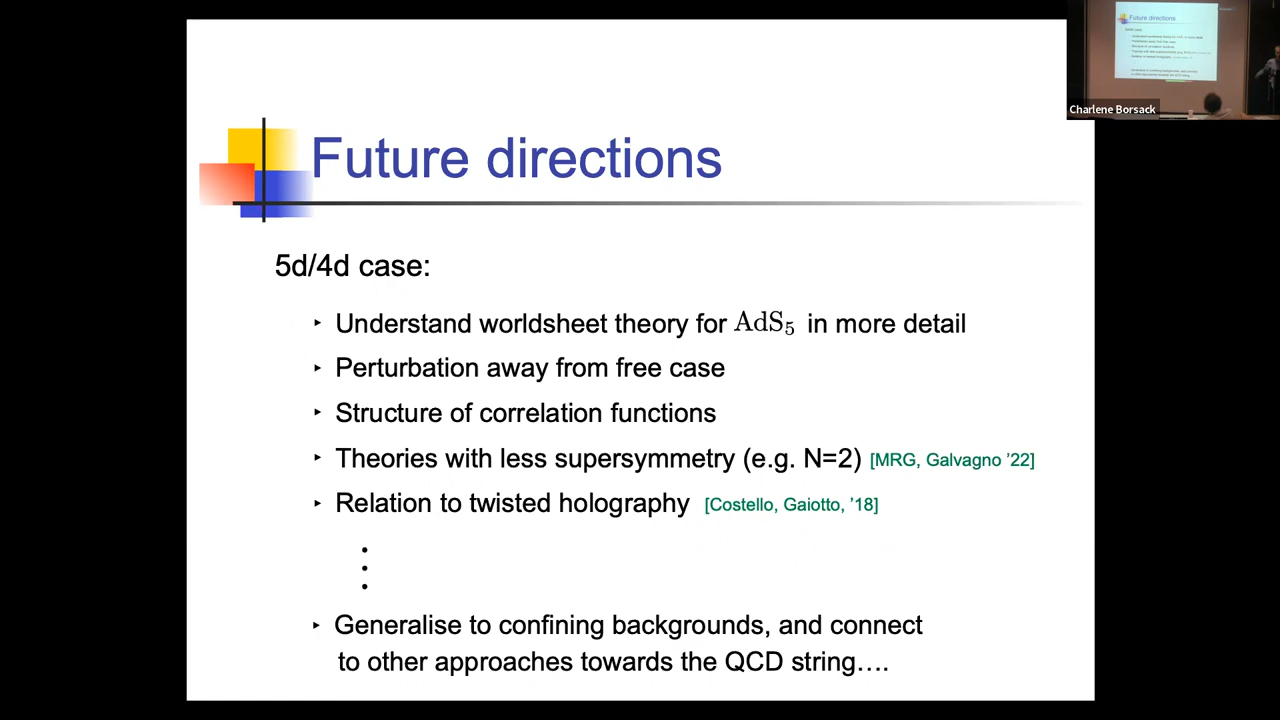 Future directions
5d/4d case:
‣ Understand worldsheet theory for AdS₅ in more detail
‣ Perturbation away from free case
‣ Structure of correlation functions
‣ Theories with less supersymmetry (e.g. N=2) [MRG, Galvagno ’22]
‣ Relation to twisted holography [Costello, Gaiotto, ’18]
‣ Generalise to confining backgrounds, and connect
to other approaches towards the QCD string….
Future directions
Charlene Borsack